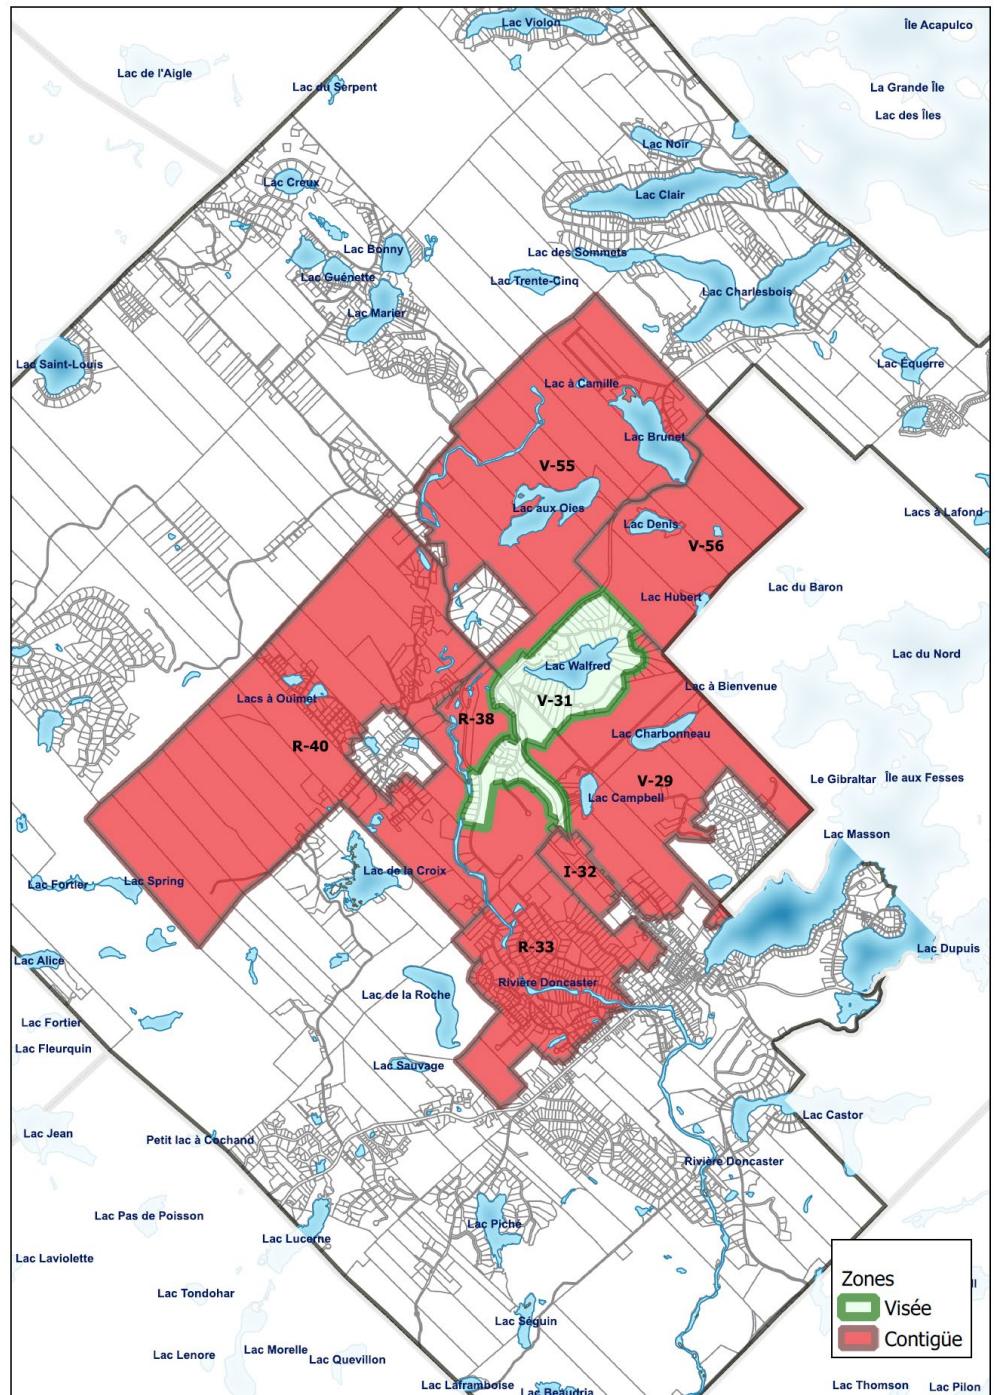 Lac Violon
Île Acapulco
Lac de l'Aigle
Lac du Serpent
La Grande Île
Lac des Îles
Lac Noir
Lac Creux
Lac Clair
Lac Bonny
Lac des Sommets
Lac Guénette
Lac Trente-Cinq
Lac Charlesbois
Lac Marier
Lac Saint-Louis
Lac Équerre
Lac à Camille
Lac Brunet
V-55
Lac aux Oies
Lacs à Lafond
Lac Denis
V-56
Lac du Baron
Lac Hubert
Lac du Nord
Lac Walfred
Lac à Bienvenue
Lacs à Ouimet
V-31
R-38
Lac Charbonneau
R-40
Le Gibraltar
Île aux Fesses
V-29
Lac Campbell
Lac Masson
Lac de la Croix
I-32
Lac Fortier
Lac Spring
R-33
Lac Dupuis
Lac Alice
Rivière Doncaster
Lac de la Roche
Lac Fortier
Lac Fleurquin
Lac Sauvage
Lac Castor
Lac Jean
Petit lac à Cochand
Rivière Doncaster
Lac Pas de Poisson
Lac Piché
Lac Lucerne
Lac Laviolette
Zones
Visée
Contigüe
Lac Tondohar
Lac Séguin
Lac Lenore
Lac Morelle
Lac Quevillon
Lac Laframboise
Lac Beaudria
Lac Thomson
Lac Pilon